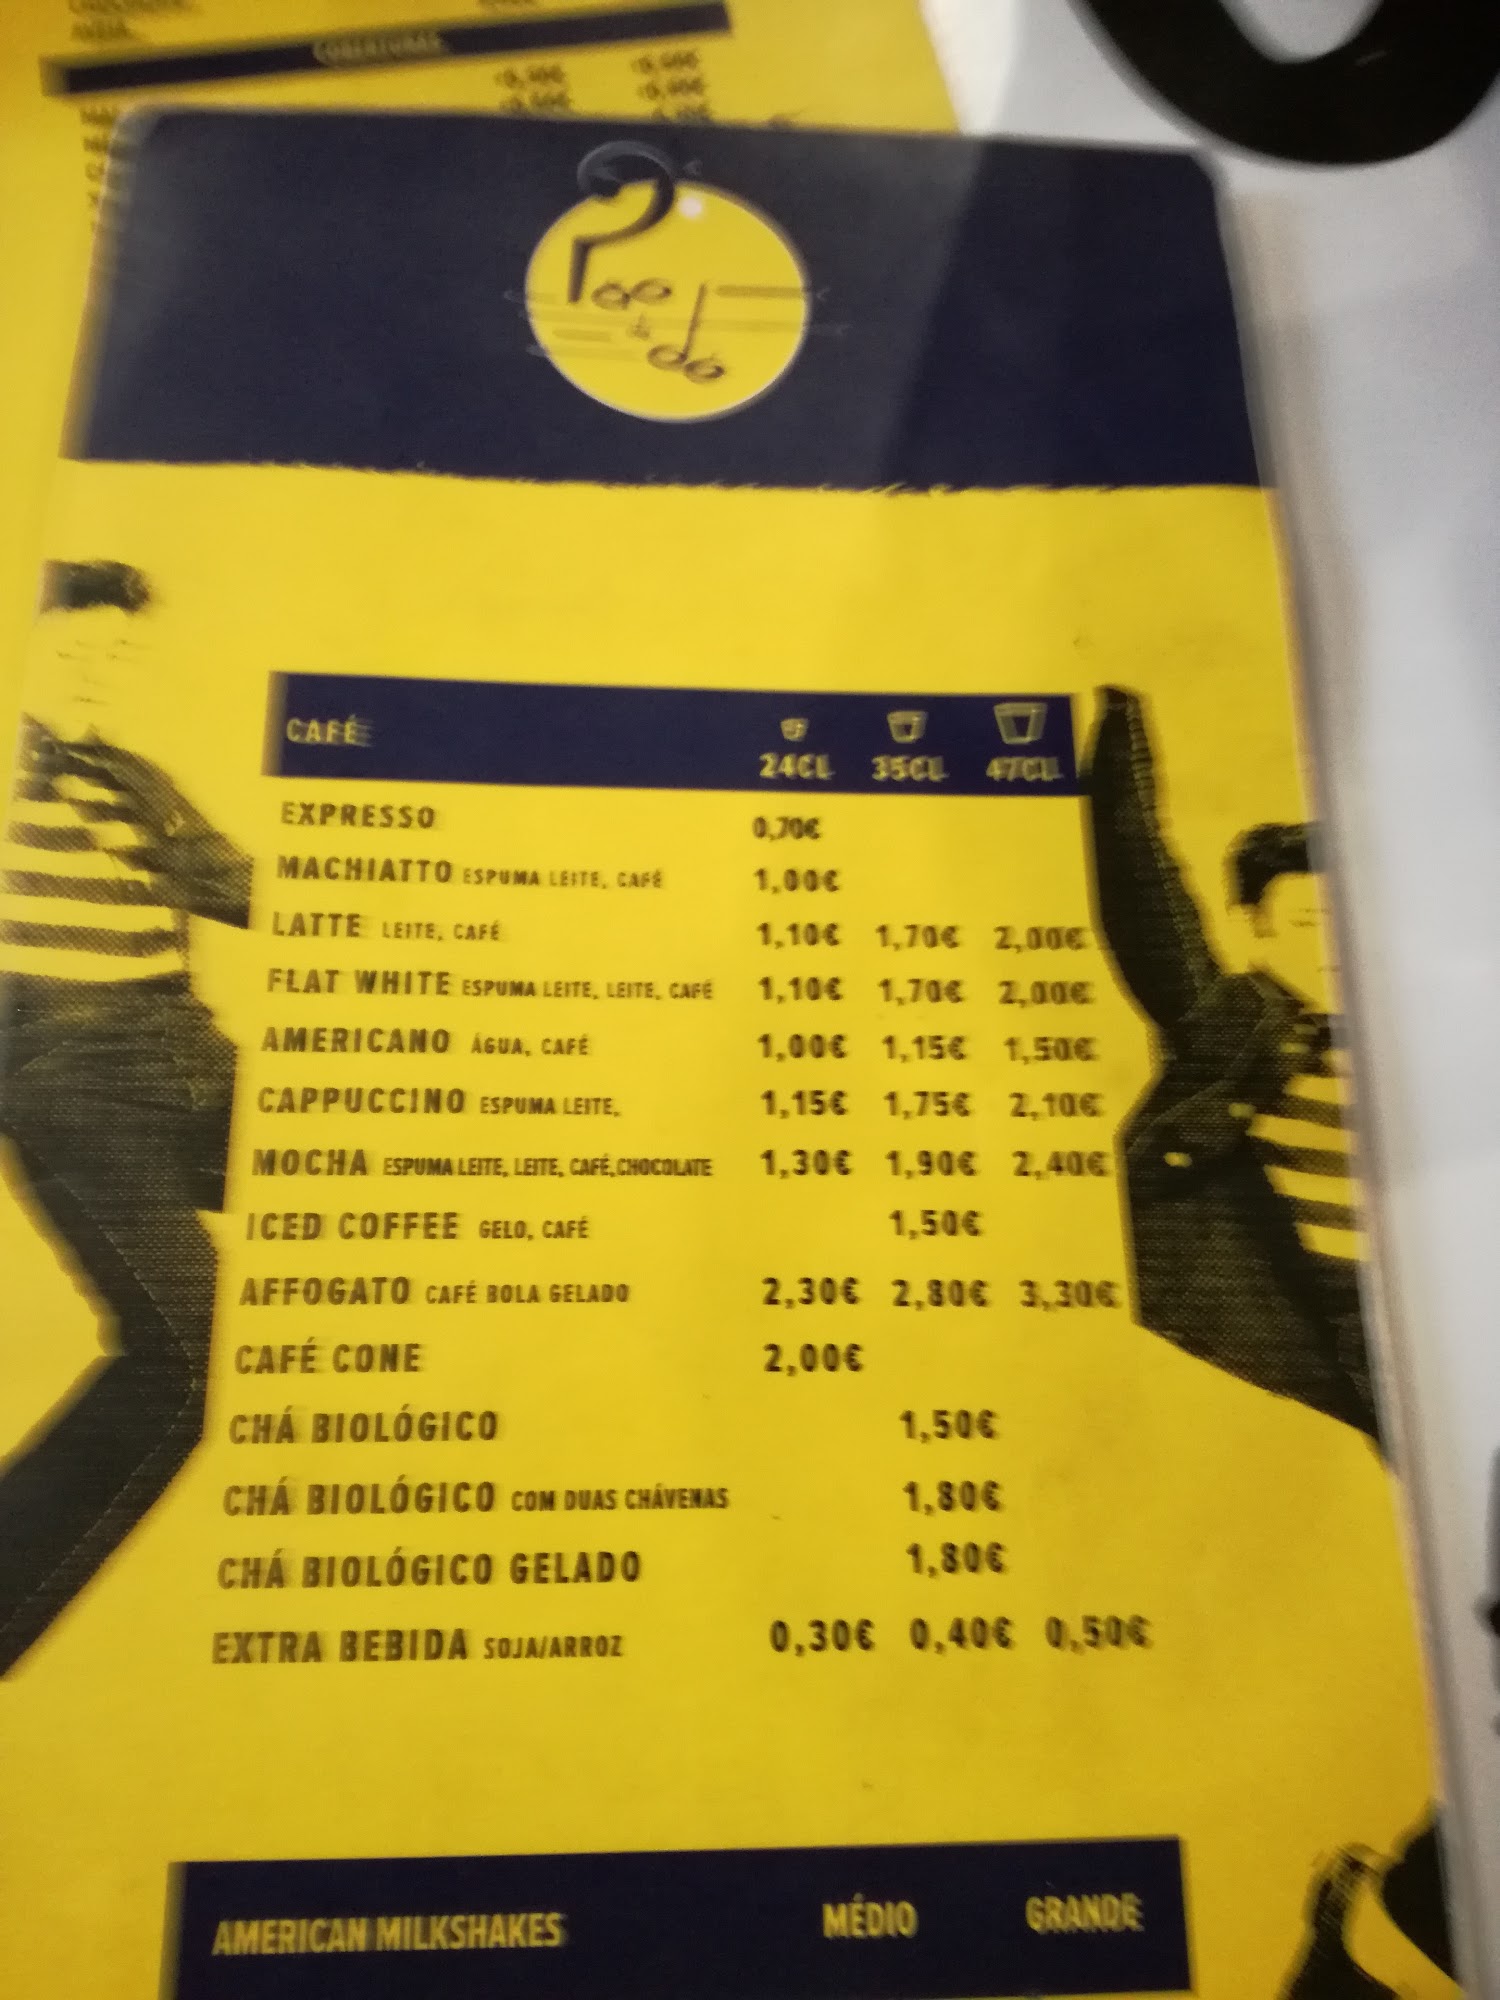 AVEIA
COBERTURAS
+0,50€ +0,50€
CAFÉ
24CL 35CL 47CL
EXPRESSO 0,70€
MACHIATTO ESPUMA LEITE, CAFÉ 1,00€
LATTE LEITE, CAFÉ 1,10€ 1,70€ 2,00€
FLAT WHITE ESPUMA LEITE, LEITE, CAFÉ 1,10€ 1,70€ 2,00€
AMERICANO ÁGUA, CAFÉ 1,00€ 1,15€ 1,50€
CAPPUCCINO ESPUMA LEITE, 1,15€ 1,75€ 2,10€
MOCHA ESPUMA LEITE, LEITE, CAFÉ,CHOCOLATE 1,30€ 1,90€ 2,40€
ICED COFFEE GELO, CAFÉ 1,50€
AFFOGATO CAFÉ BOLA GELADO 2,30€ 2,80€ 3,30€
CAFÉ CONE 2,00€
CHÁ BIOLÓGICO 1,50€
CHÁ BIOLÓGICO COM DUAS CHÁVENAS 1,80€
CHÁ BIOLÓGICO GELADO 1,80€
EXTRA BEBIDA SOJA/ARROZ 0,30€ 0,40€ 0,50€
AMERICAN MILKSHAKES MÉDIO GRANDE